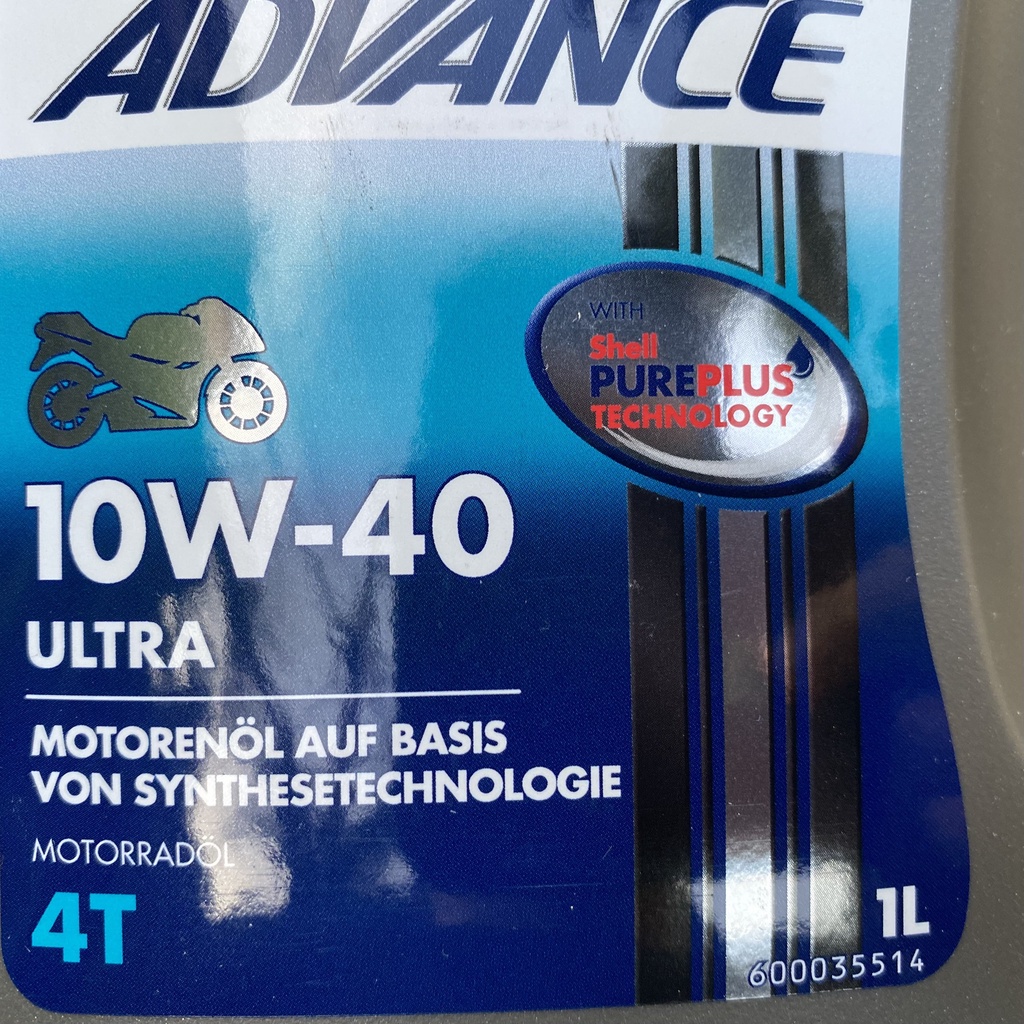 ADVANCE
WITH
Shell
PUREPLUS
TECHNOLOGY
10W-40
ULTRA
MOTORENÖL AUF BASIS
VON SYNTHESETECHNOLOGIE
MOTORRADÖL
4T
1L
600035514